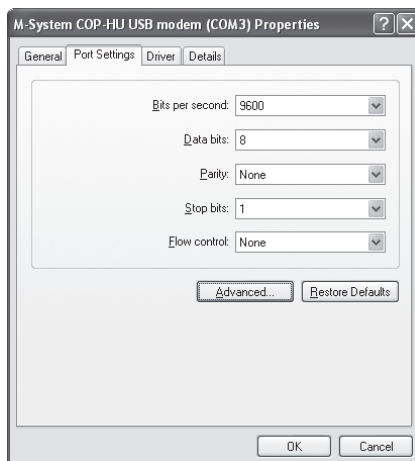 M-System COP-HU USB modem (COM3) Properties
General Port Settings Driver Details
Bits per second: 9600
Data bits: 8
Parity: None
Stop bits: 1
Flow control: None
Advanced... Restore Defaults
OK Cancel